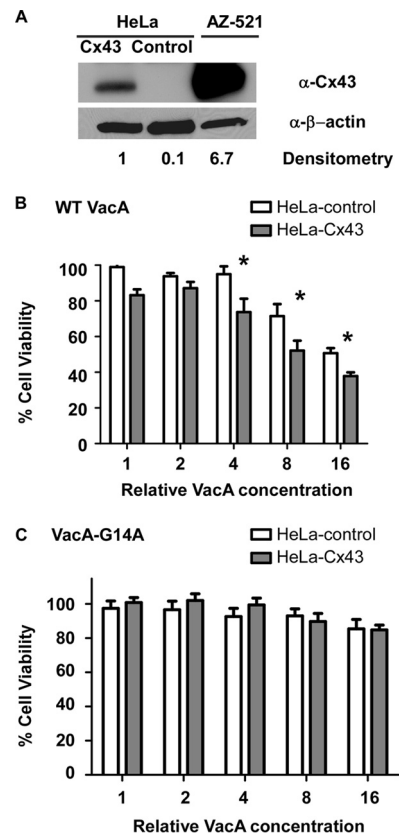 A
HeLa AZ-521
Cx43 Control
α-Cx43
α-β-actin
1 0.1 6.7 Densitometry
B WT VacA
HeLa-control
HeLa-Cx43
100
80
60
40
20
0
% Cell Viability
* * *
1 2 4 8 16
Relative VacA concentration
C VacA-G14A
HeLa-control
HeLa-Cx43
100
80
60
40
20
0
% Cell Viability
1 2 4 8 16
Relative VacA concentration